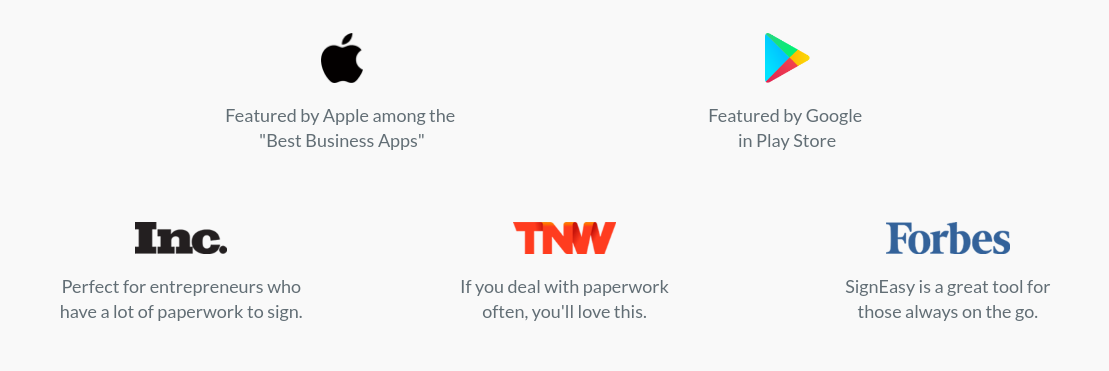 Featured by Apple among the
"Best Business Apps"
Featured by Google
in Play Store
Inc.
Perfect for entrepreneurs who
have a lot of paperwork to sign.
TNW
If you deal with paperwork
often, you'll love this.
Forbes
SignEasy is a great tool for
those always on the go.